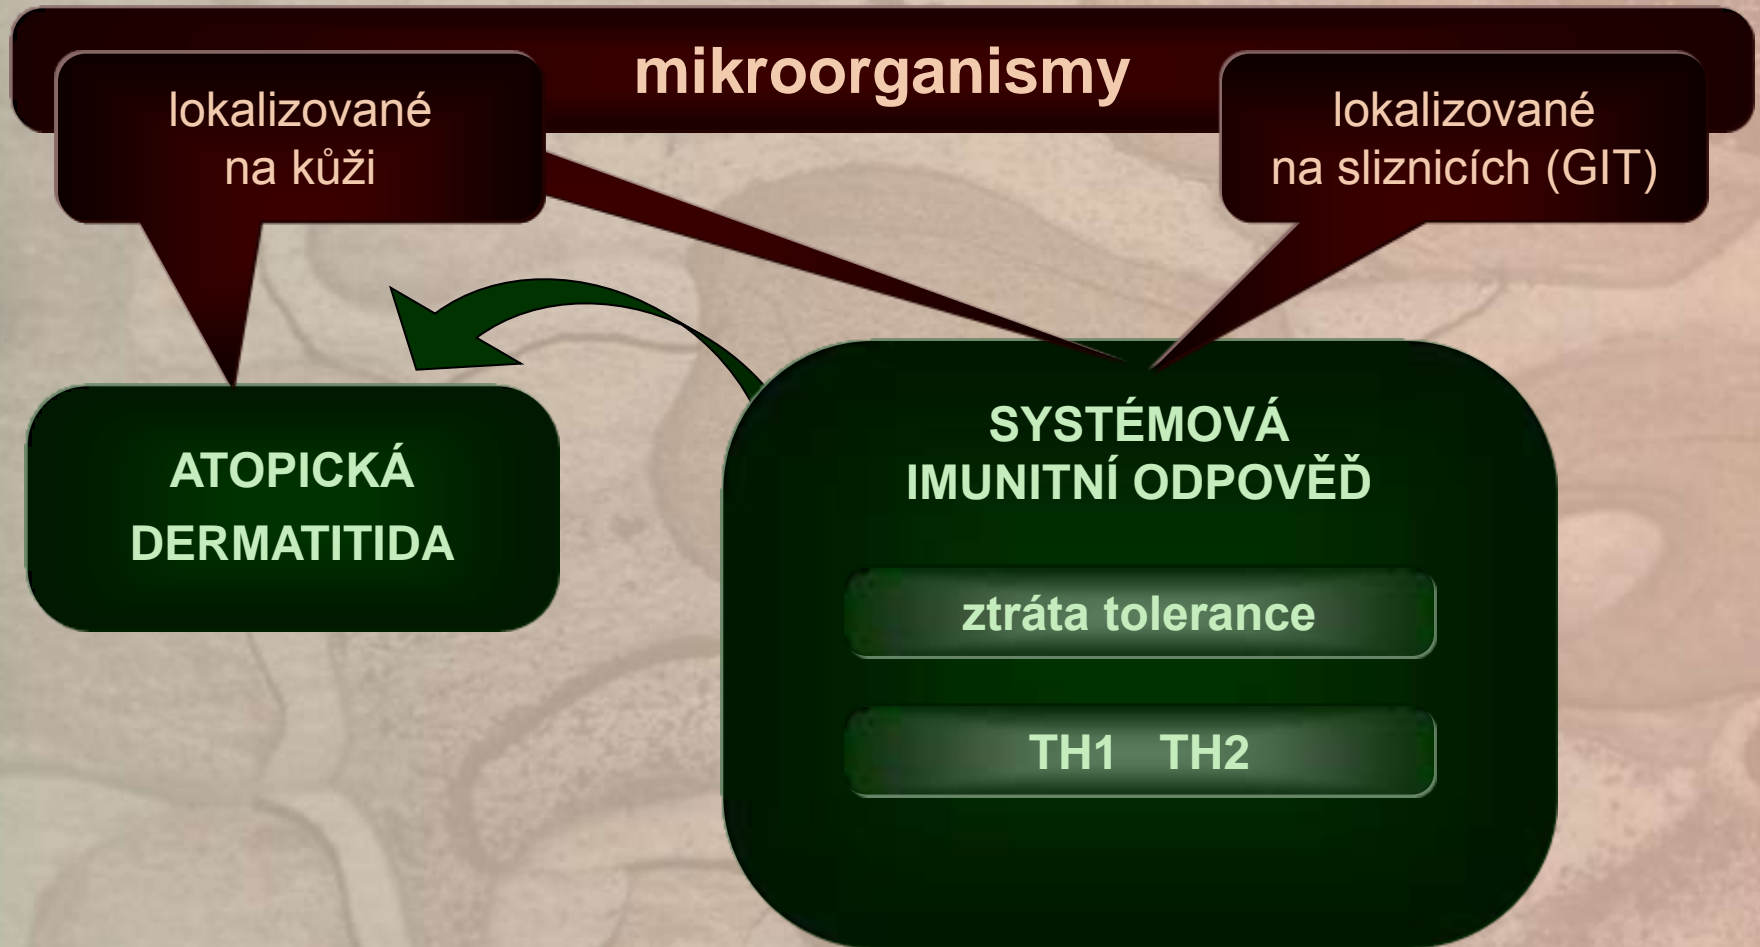 mikroorganismy
lokalizované
na kůži
lokalizované
na sliznicích (GIT)
ATOPICKÁ
DERMATITIDA
SYSTÉMOVÁ
IMUNITNÍ ODPOVĚĎ
ztráta tolerance
TH1 TH2